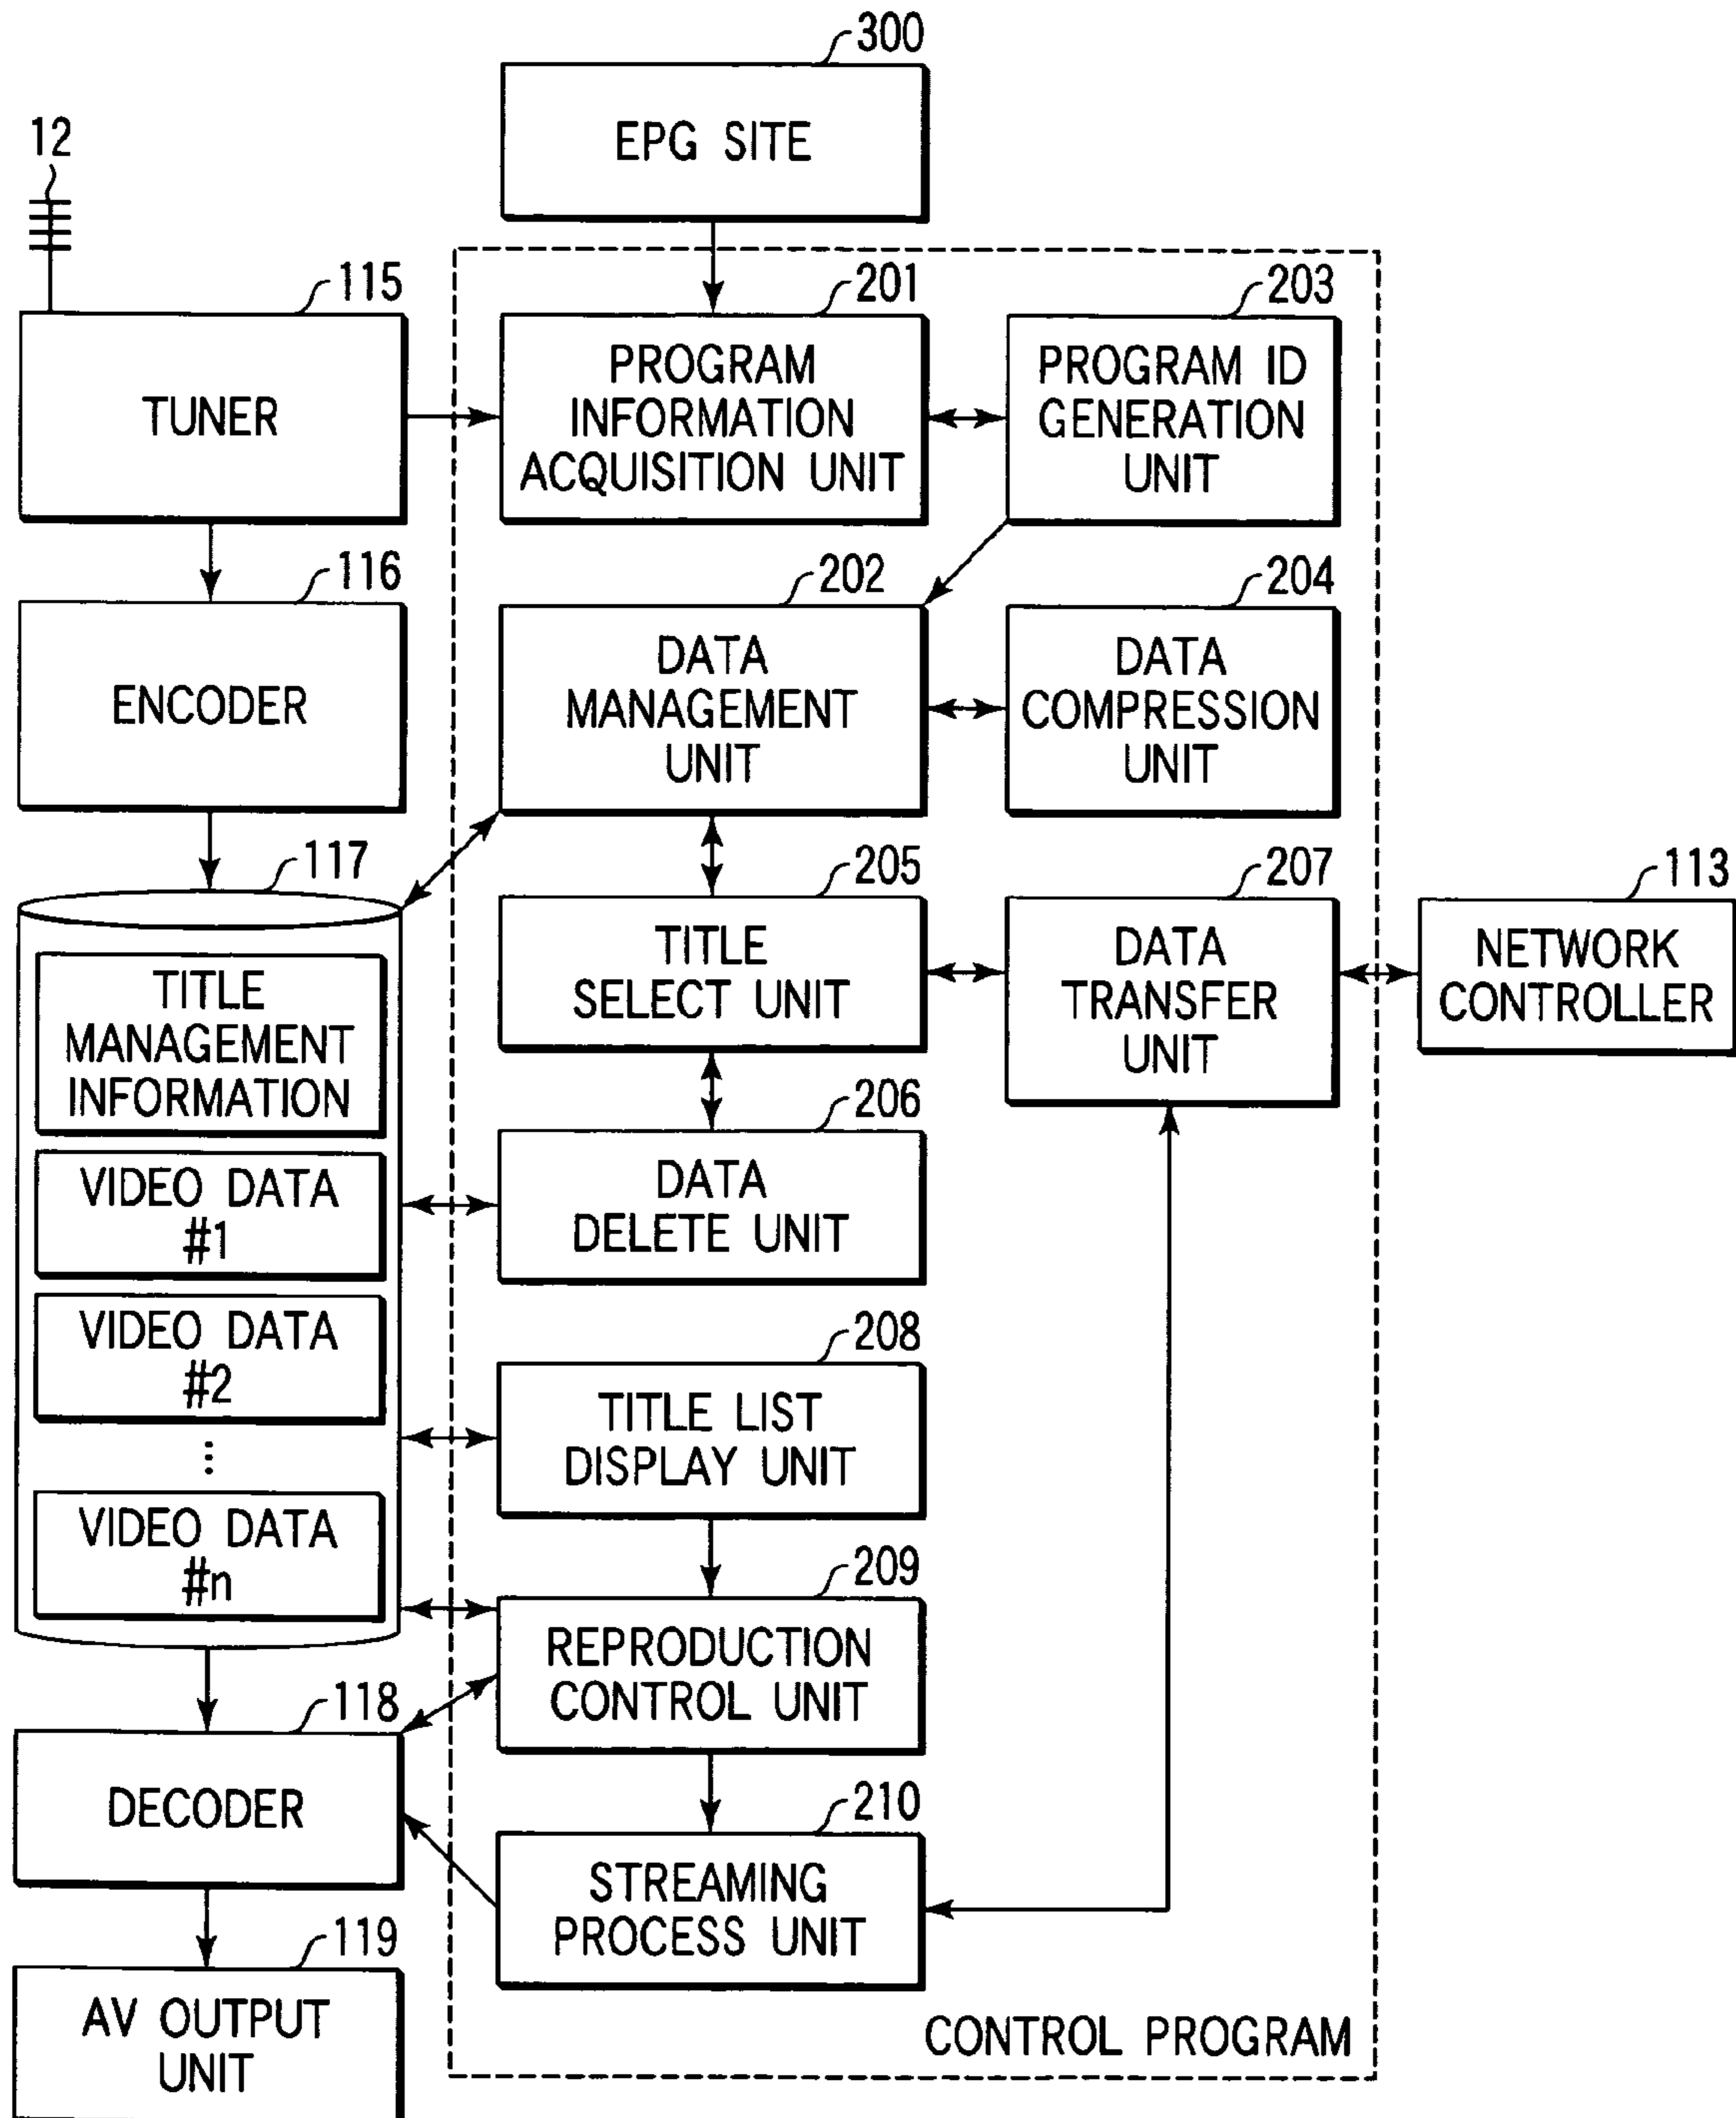 300
EPG SITE
12
115
TUNER
201
PROGRAM
INFORMATION
ACQUISITION UNIT
203
PROGRAM ID
GENERATION
UNIT
116
ENCODER
202
DATA
MANAGEMENT
UNIT
204
DATA
COMPRESSION
UNIT
117
TITLE
MANAGEMENT
INFORMATION
VIDEO DATA
#1
VIDEO DATA
#2
...
VIDEO DATA
#n
205
TITLE
SELECT UNIT
207
DATA
TRANSFER
UNIT
113
NETWORK
CONTROLLER
206
DATA
DELETE UNIT
208
TITLE LIST
DISPLAY UNIT
209
REPRODUCTION
CONTROL UNIT
118
DECODER
210
STREAMING
PROCESS UNIT
119
AV OUTPUT
UNIT
CONTROL PROGRAM